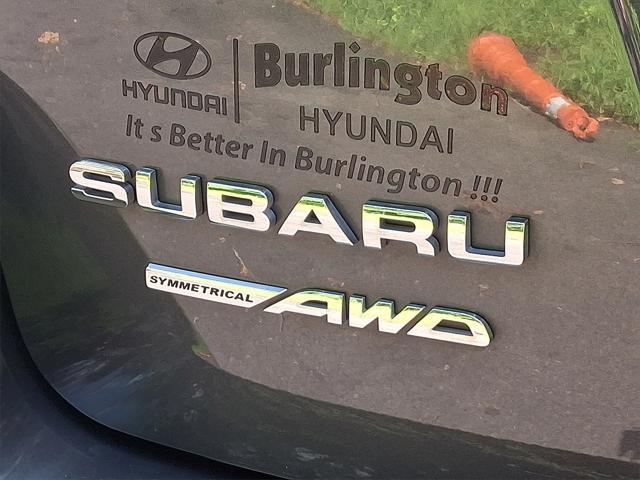 HYUNDAI
Burlington
HYUNDAI
It s Better In Burlington !!!
SUBARU
SYMMETRICAL AWD